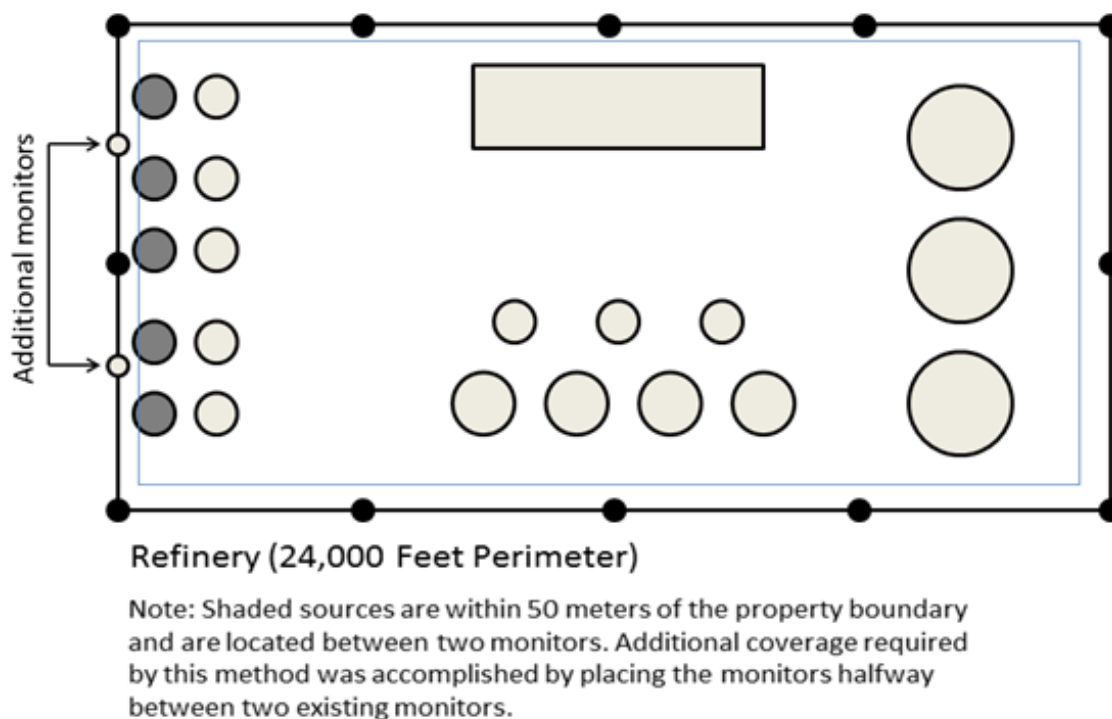 Additional monitors
Refinery (24,000 Feet Perimeter)
Note: Shaded sources are within 50 meters of the property boundary
and are located between two monitors. Additional coverage required
by this method was accomplished by placing the monitors halfway
between two existing monitors.